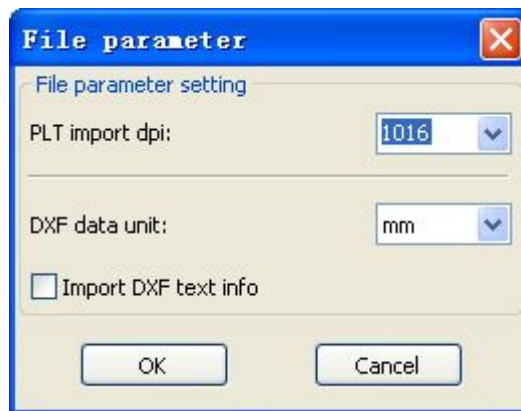 File parameter
File parameter setting
PLT import dpi: 1016
DXF data unit: mm
Import DXF text info
OK Cancel